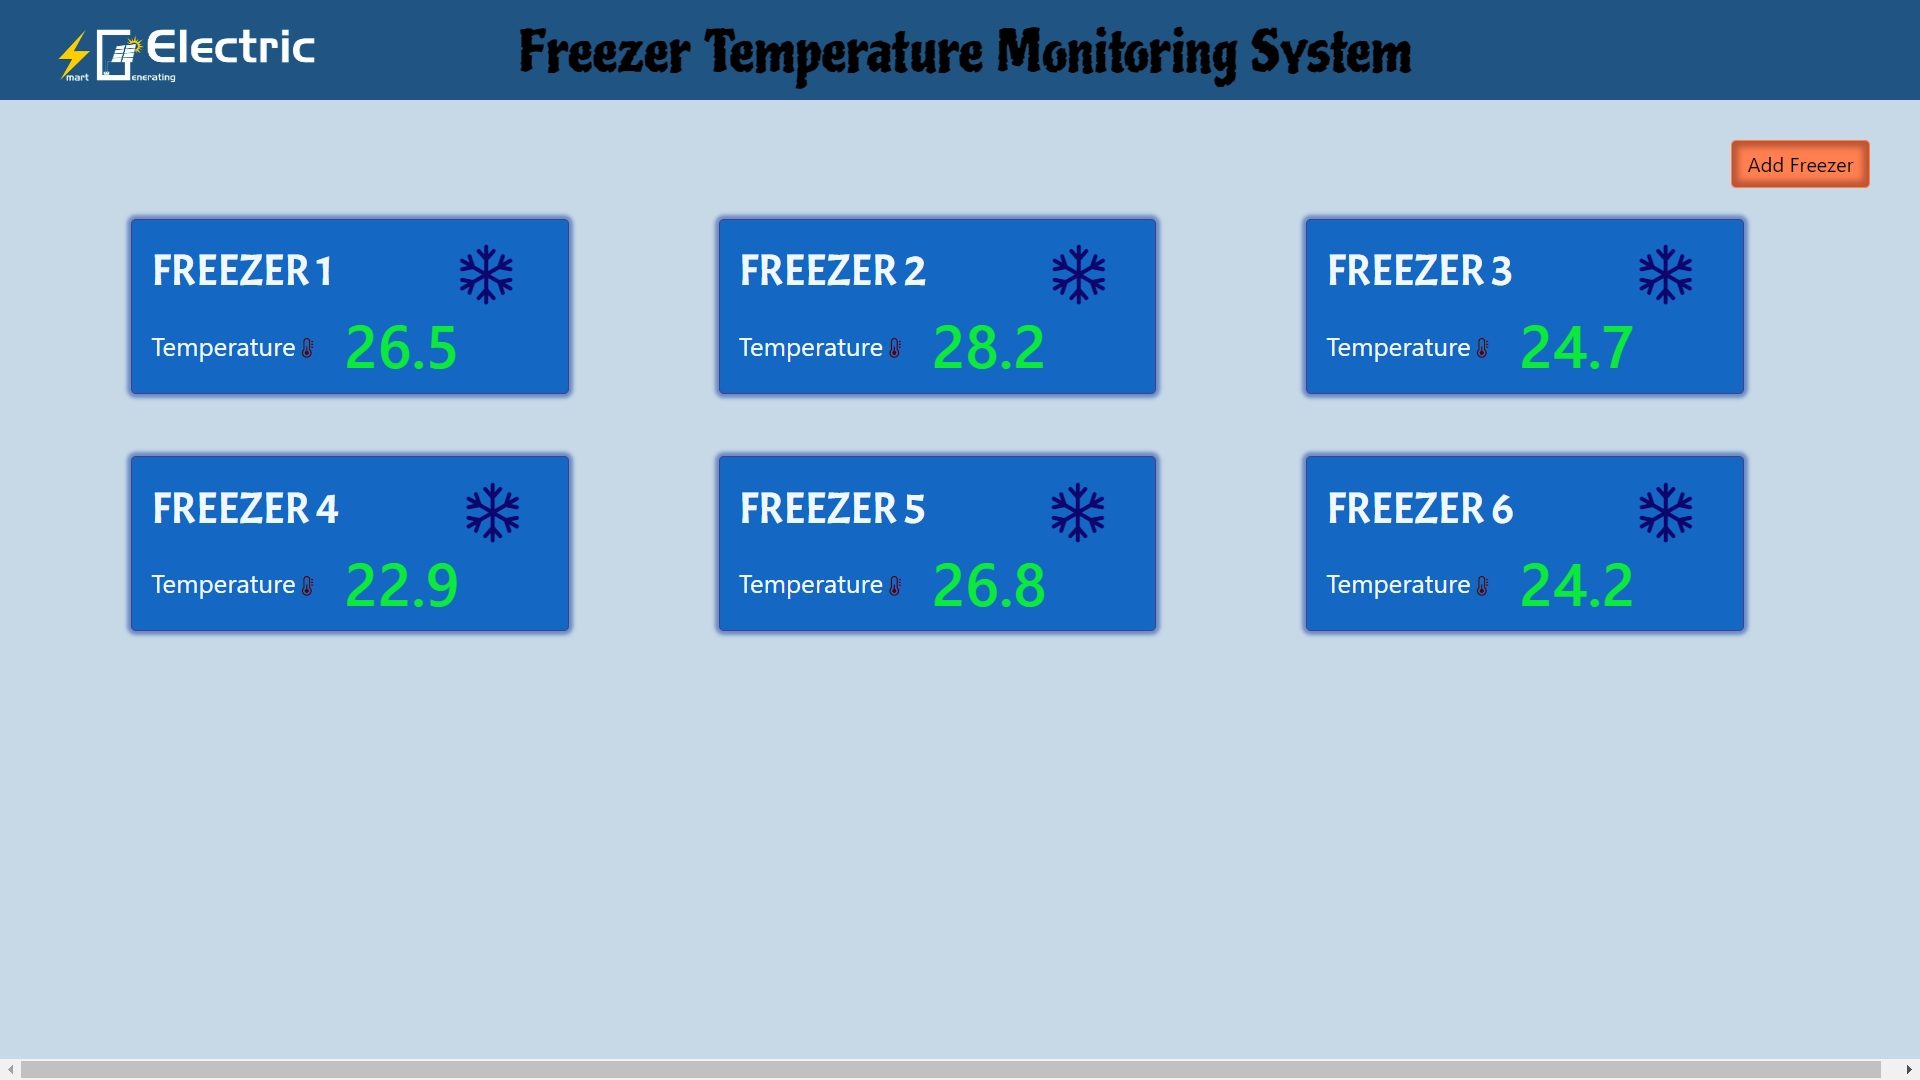 Electric
mart enerating
Freezer Temperature Monitoring System
Add Freezer
FREEZER 1
Temperature 26.5
FREEZER 2
Temperature 28.2
FREEZER 3
Temperature 24.7
FREEZER 4
Temperature 22.9
FREEZER 5
Temperature 26.8
FREEZER 6
Temperature 24.2